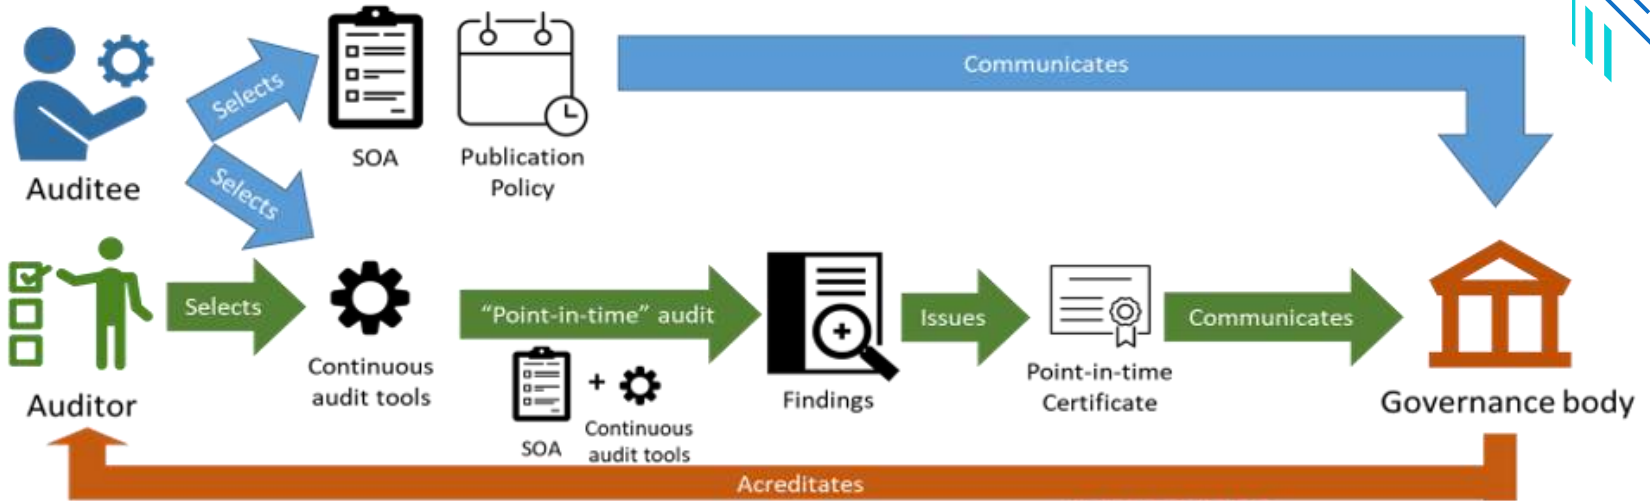 Selects
SOA
Publication
Policy
Communicates
Auditee
Selects
Selects
Continuous
audit tools
"Point-in-time" audit
SOA
+
Continuous
audit tools
Findings
Issues
Point-in-time
Certificate
Communicates
Governance body
Auditor
Acreditates